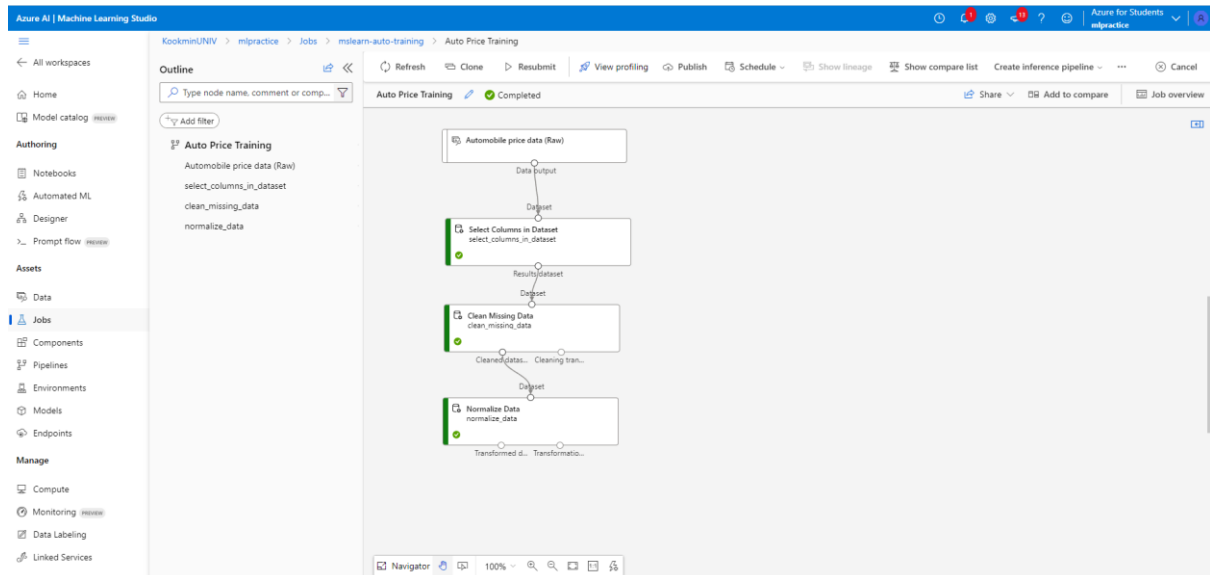 Azure AI | Machine Learning Studio
1
13
?
Azure for Students
mlpractice
KookminUNIV > mlpractice > Jobs > mslearn-auto-training > Auto Price Training
All workspaces
Home
Model catalog PREVIEW
Authoring
Notebooks
Automated ML
Designer
Prompt flow PREVIEW
Assets
Data
Jobs
Components
Pipelines
Environments
Models
Endpoints
Manage
Compute
Monitoring PREVIEW
Data Labeling
Linked Services
Outline
Type node name, comment or comp...
Add filter
Auto Price Training
Automobile price data (Raw)
select_columns_in_dataset
clean_missing_data
normalize_data
Refresh Clone Resubmit View profiling Publish Schedule Show lineage Show compare list Create inference pipeline ... Cancel
Auto Price Training Completed Share Add to compare Job overview
Automobile price data (Raw)
Data output
Dataset
Select Columns in Dataset
select_columns_in_dataset
Results dataset
Dataset
Clean Missing Data
clean_missing_data
Cleaned datas... Cleaning tran...
Dataset
Normalize Data
normalize_data
Transformed d... Transformatio...
Navigator 100% 1:1